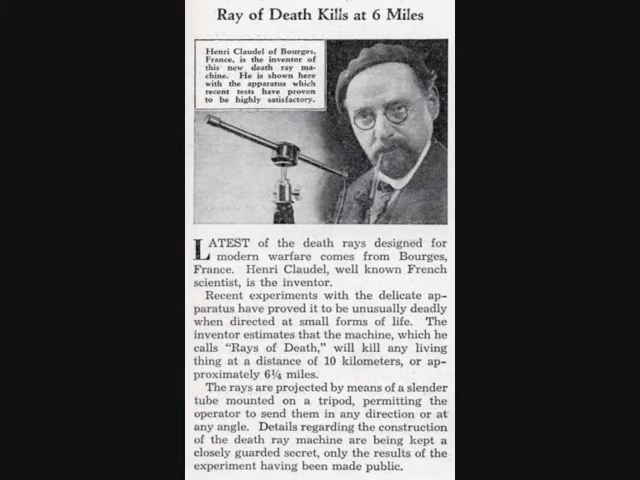 Ray of Death Kills at 6 Miles
Henri Claudel of Bourges,
France, is the inventor of
this new death ray ma-
chine. He is shown here
with the apparatus which
recent tests have proven
to be highly satisfactory.
LATEST of the death rays designed for
modern warfare comes from Bourges,
France. Henri Claudel, well known French
scientist, is the inventor.
Recent experiments with the delicate ap-
paratus have proved it to be unusually deadly
when directed at small forms of life. The
inventor estimates that the machine, which he
calls "Rays of Death," will kill any living
thing at a distance of 10 kilometers, or ap-
proximately 6¼ miles.
The rays are projected by means of a slender
tube mounted on a tripod, permitting the
operator to send them in any direction or at
any angle. Details regarding the construction
of the death ray machine are being kept a
closely guarded secret, only the results of the
experiment having been made public.